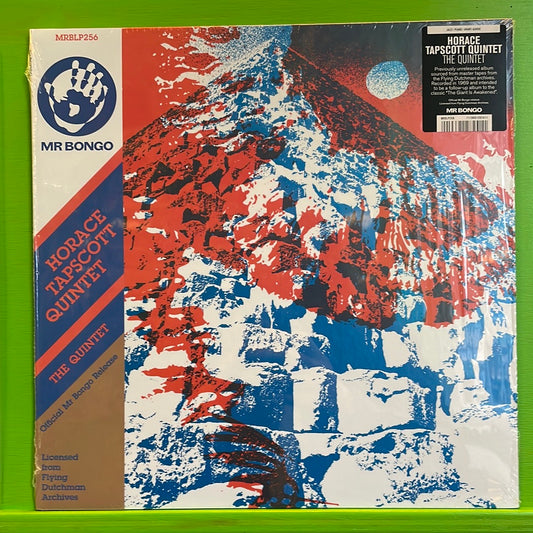 MRBLP256
MR BONGO
HORACE
TAPSCOTT
QUINTET
THE QUINTET
Official Mr Bongo Release
Licensed
from
Flying
Dutchman
Archives
HORACE
TAPSCOTT QUINTET
THE QUINTET
Previously unreleased album
sourced from master tapes from
the Flying Dutchman archives.
Recorded in 1969 and intended
to be a follow-up album to the
classic "The Giant Is Awakened".
MR BONGO